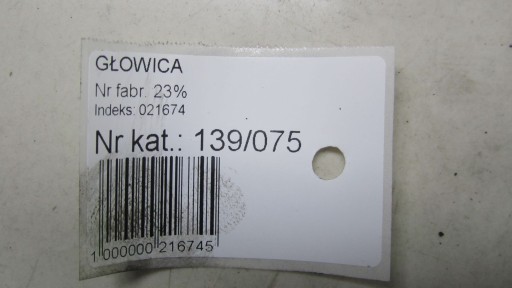 GŁOWICA
Nr fabr. 23%
Indeks: 021674
Nr kat.: 139/075
1 000000 216745